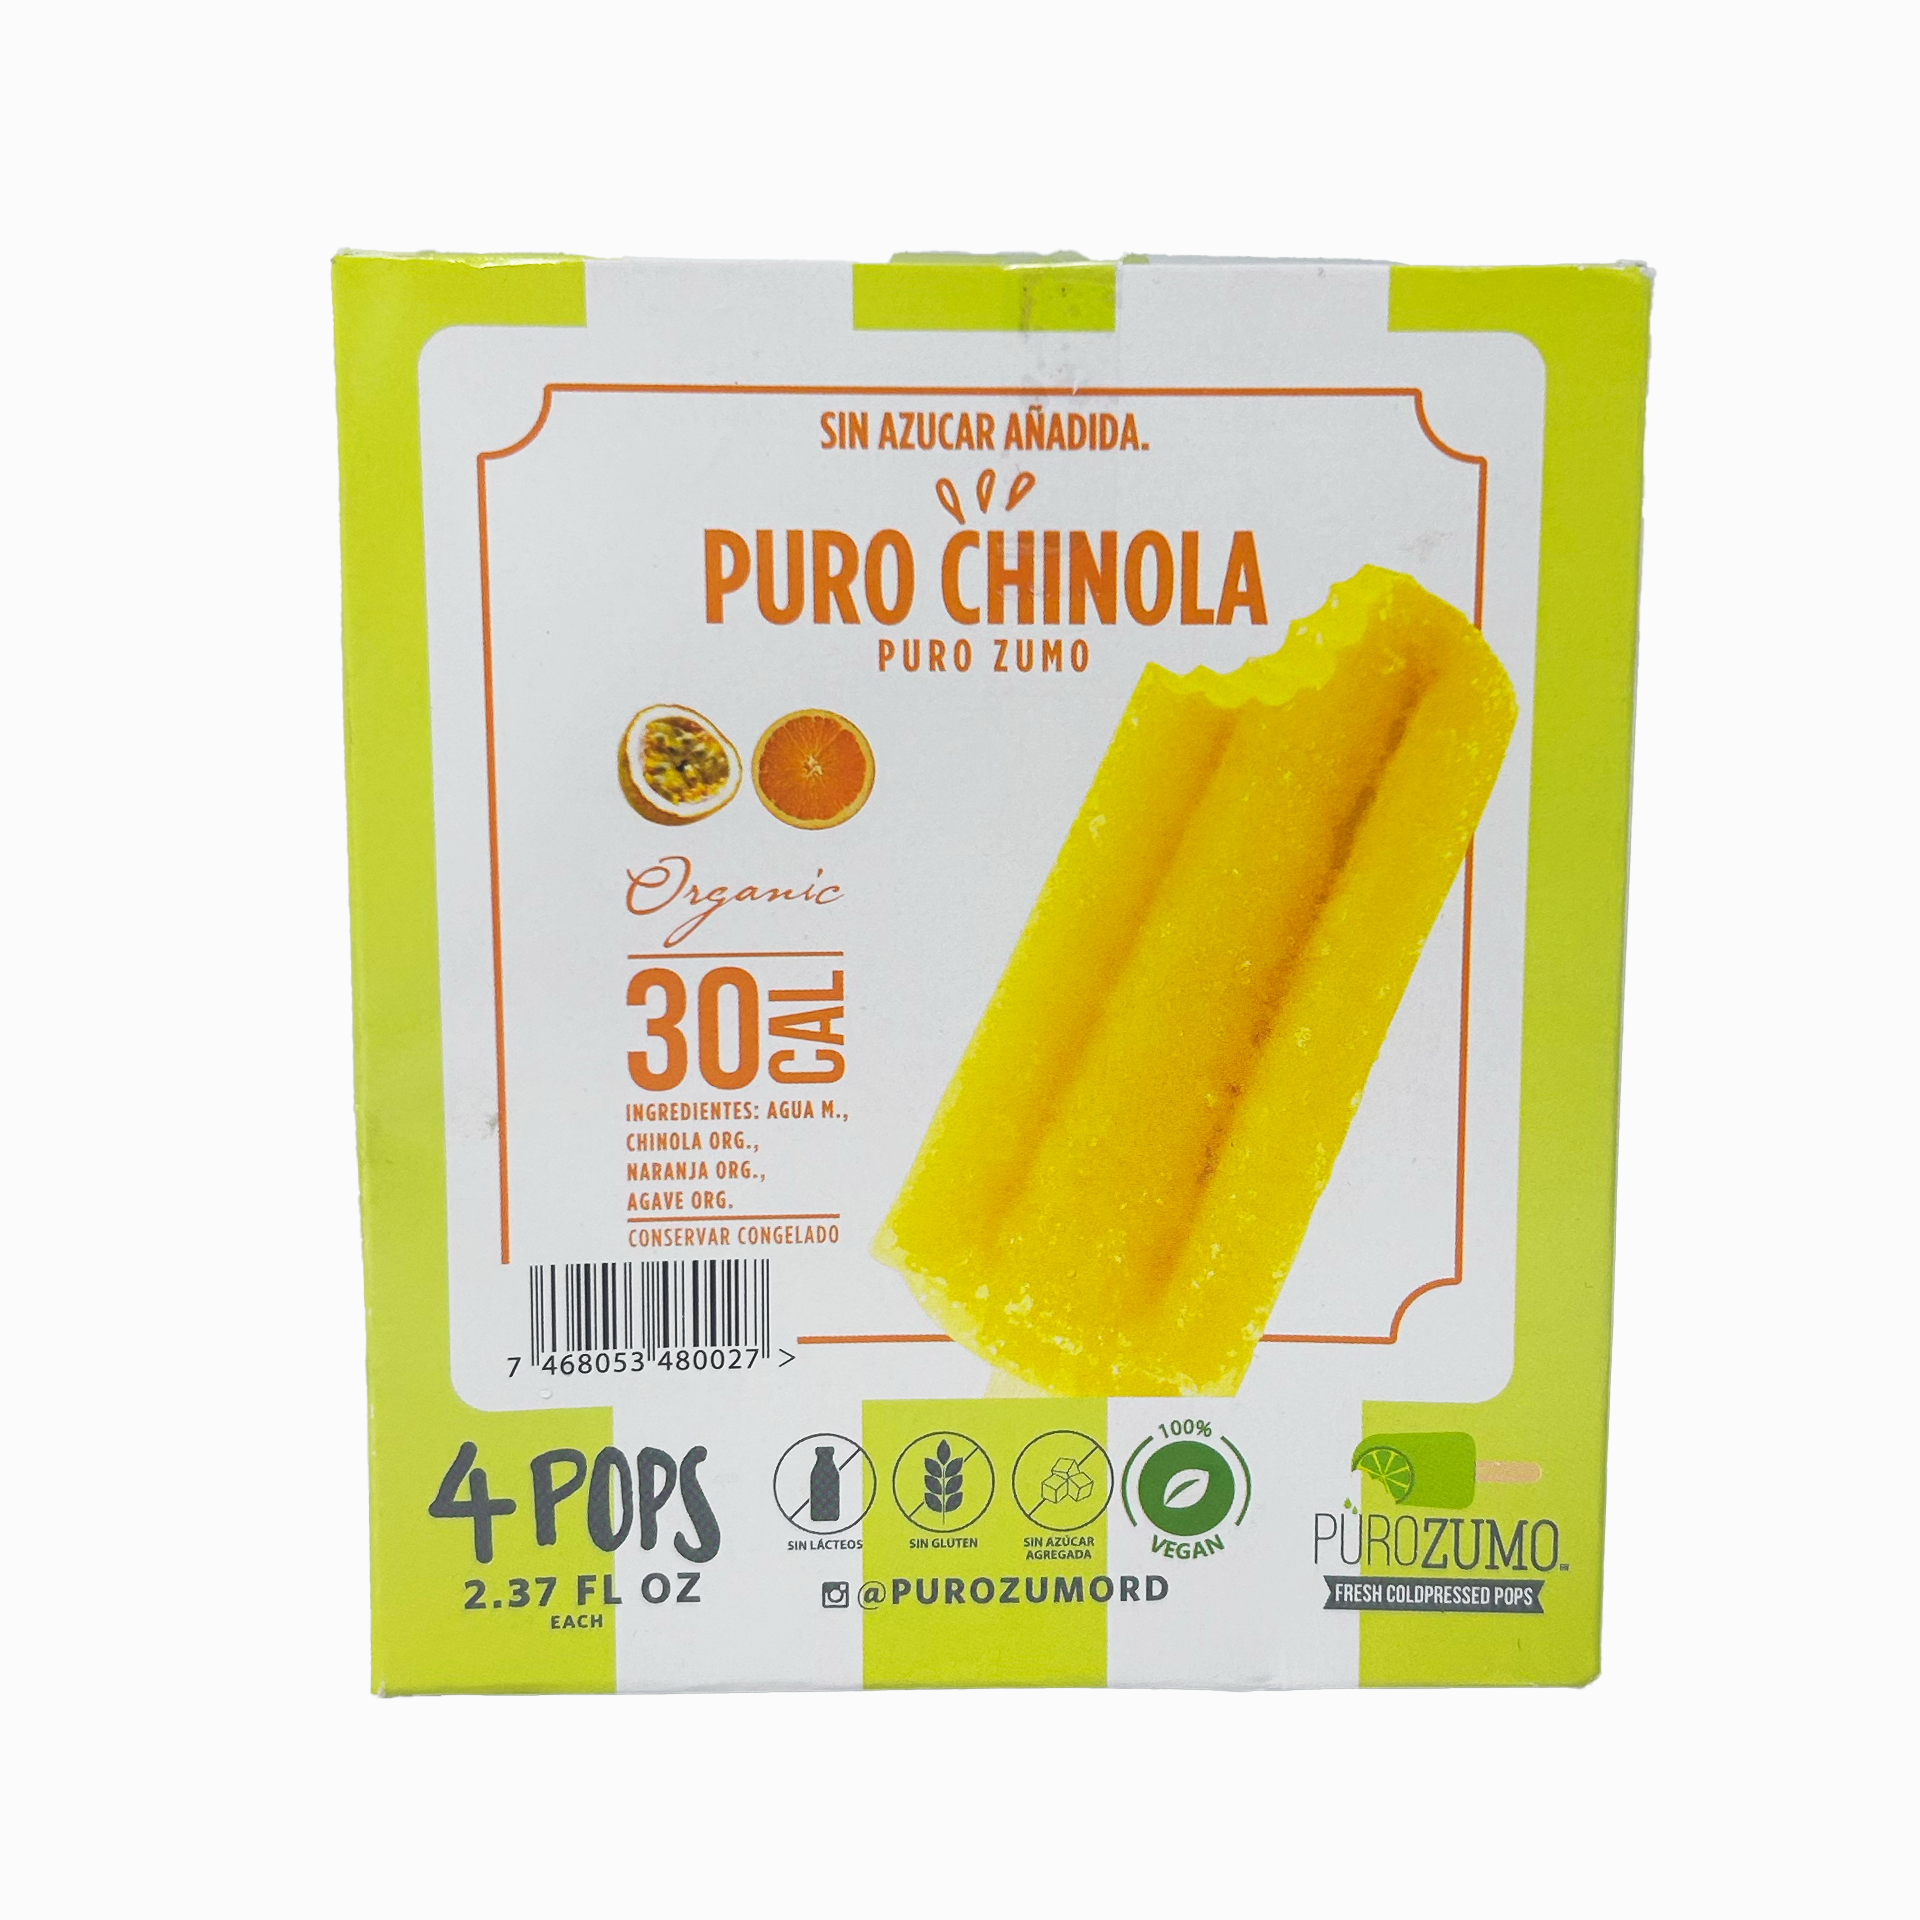 SIN AZUCAR AÑADIDA.
PURO CHINOLA
PURO ZUMO
Organic
30 CAL
INGREDIENTES: AGUA M.,
CHINOLA ORG.,
NARANJA ORG.,
AGAVE ORG.
CONSERVAR CONGELADO
7 468053 480027 >
4 POPS
2.37 FL OZ
EACH
SIN LÁCTEOS
SIN GLUTEN
SIN AZÚCAR
AGREGADA
100%
VEGAN
@PUROZUMORD
PUROZUMO
FRESH COLDPRESSED POPS